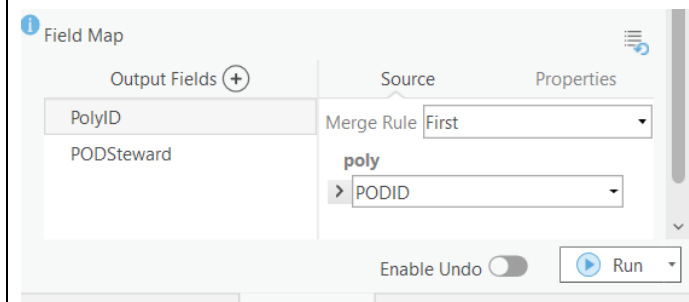 Field Map
Output Fields
Source
Properties
PolyID
Merge Rule First
PODSteward
poly
PODID
Enable Undo
Run